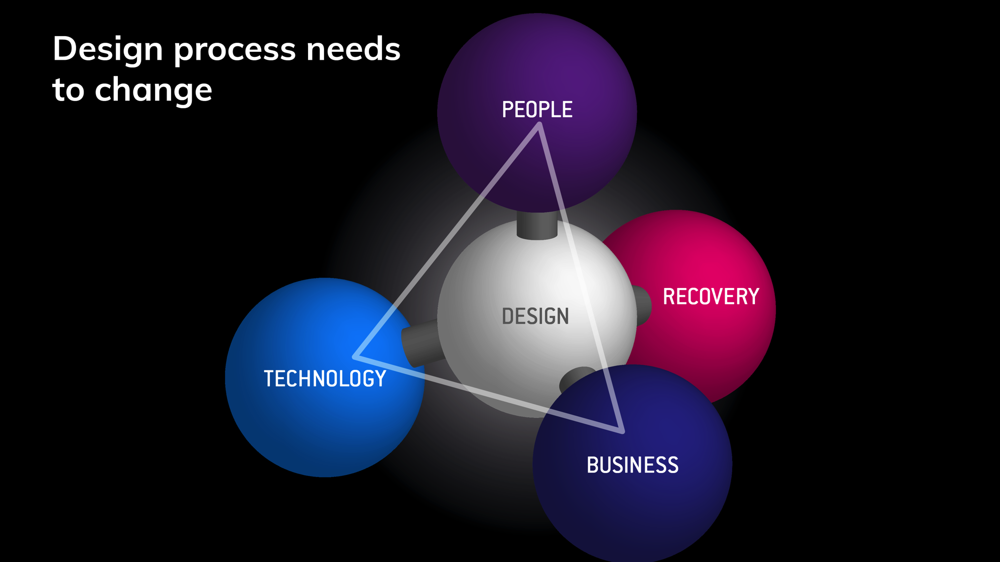 Design process needs
to change
PEOPLE
RECOVERY
DESIGN
TECHNOLOGY
BUSINESS